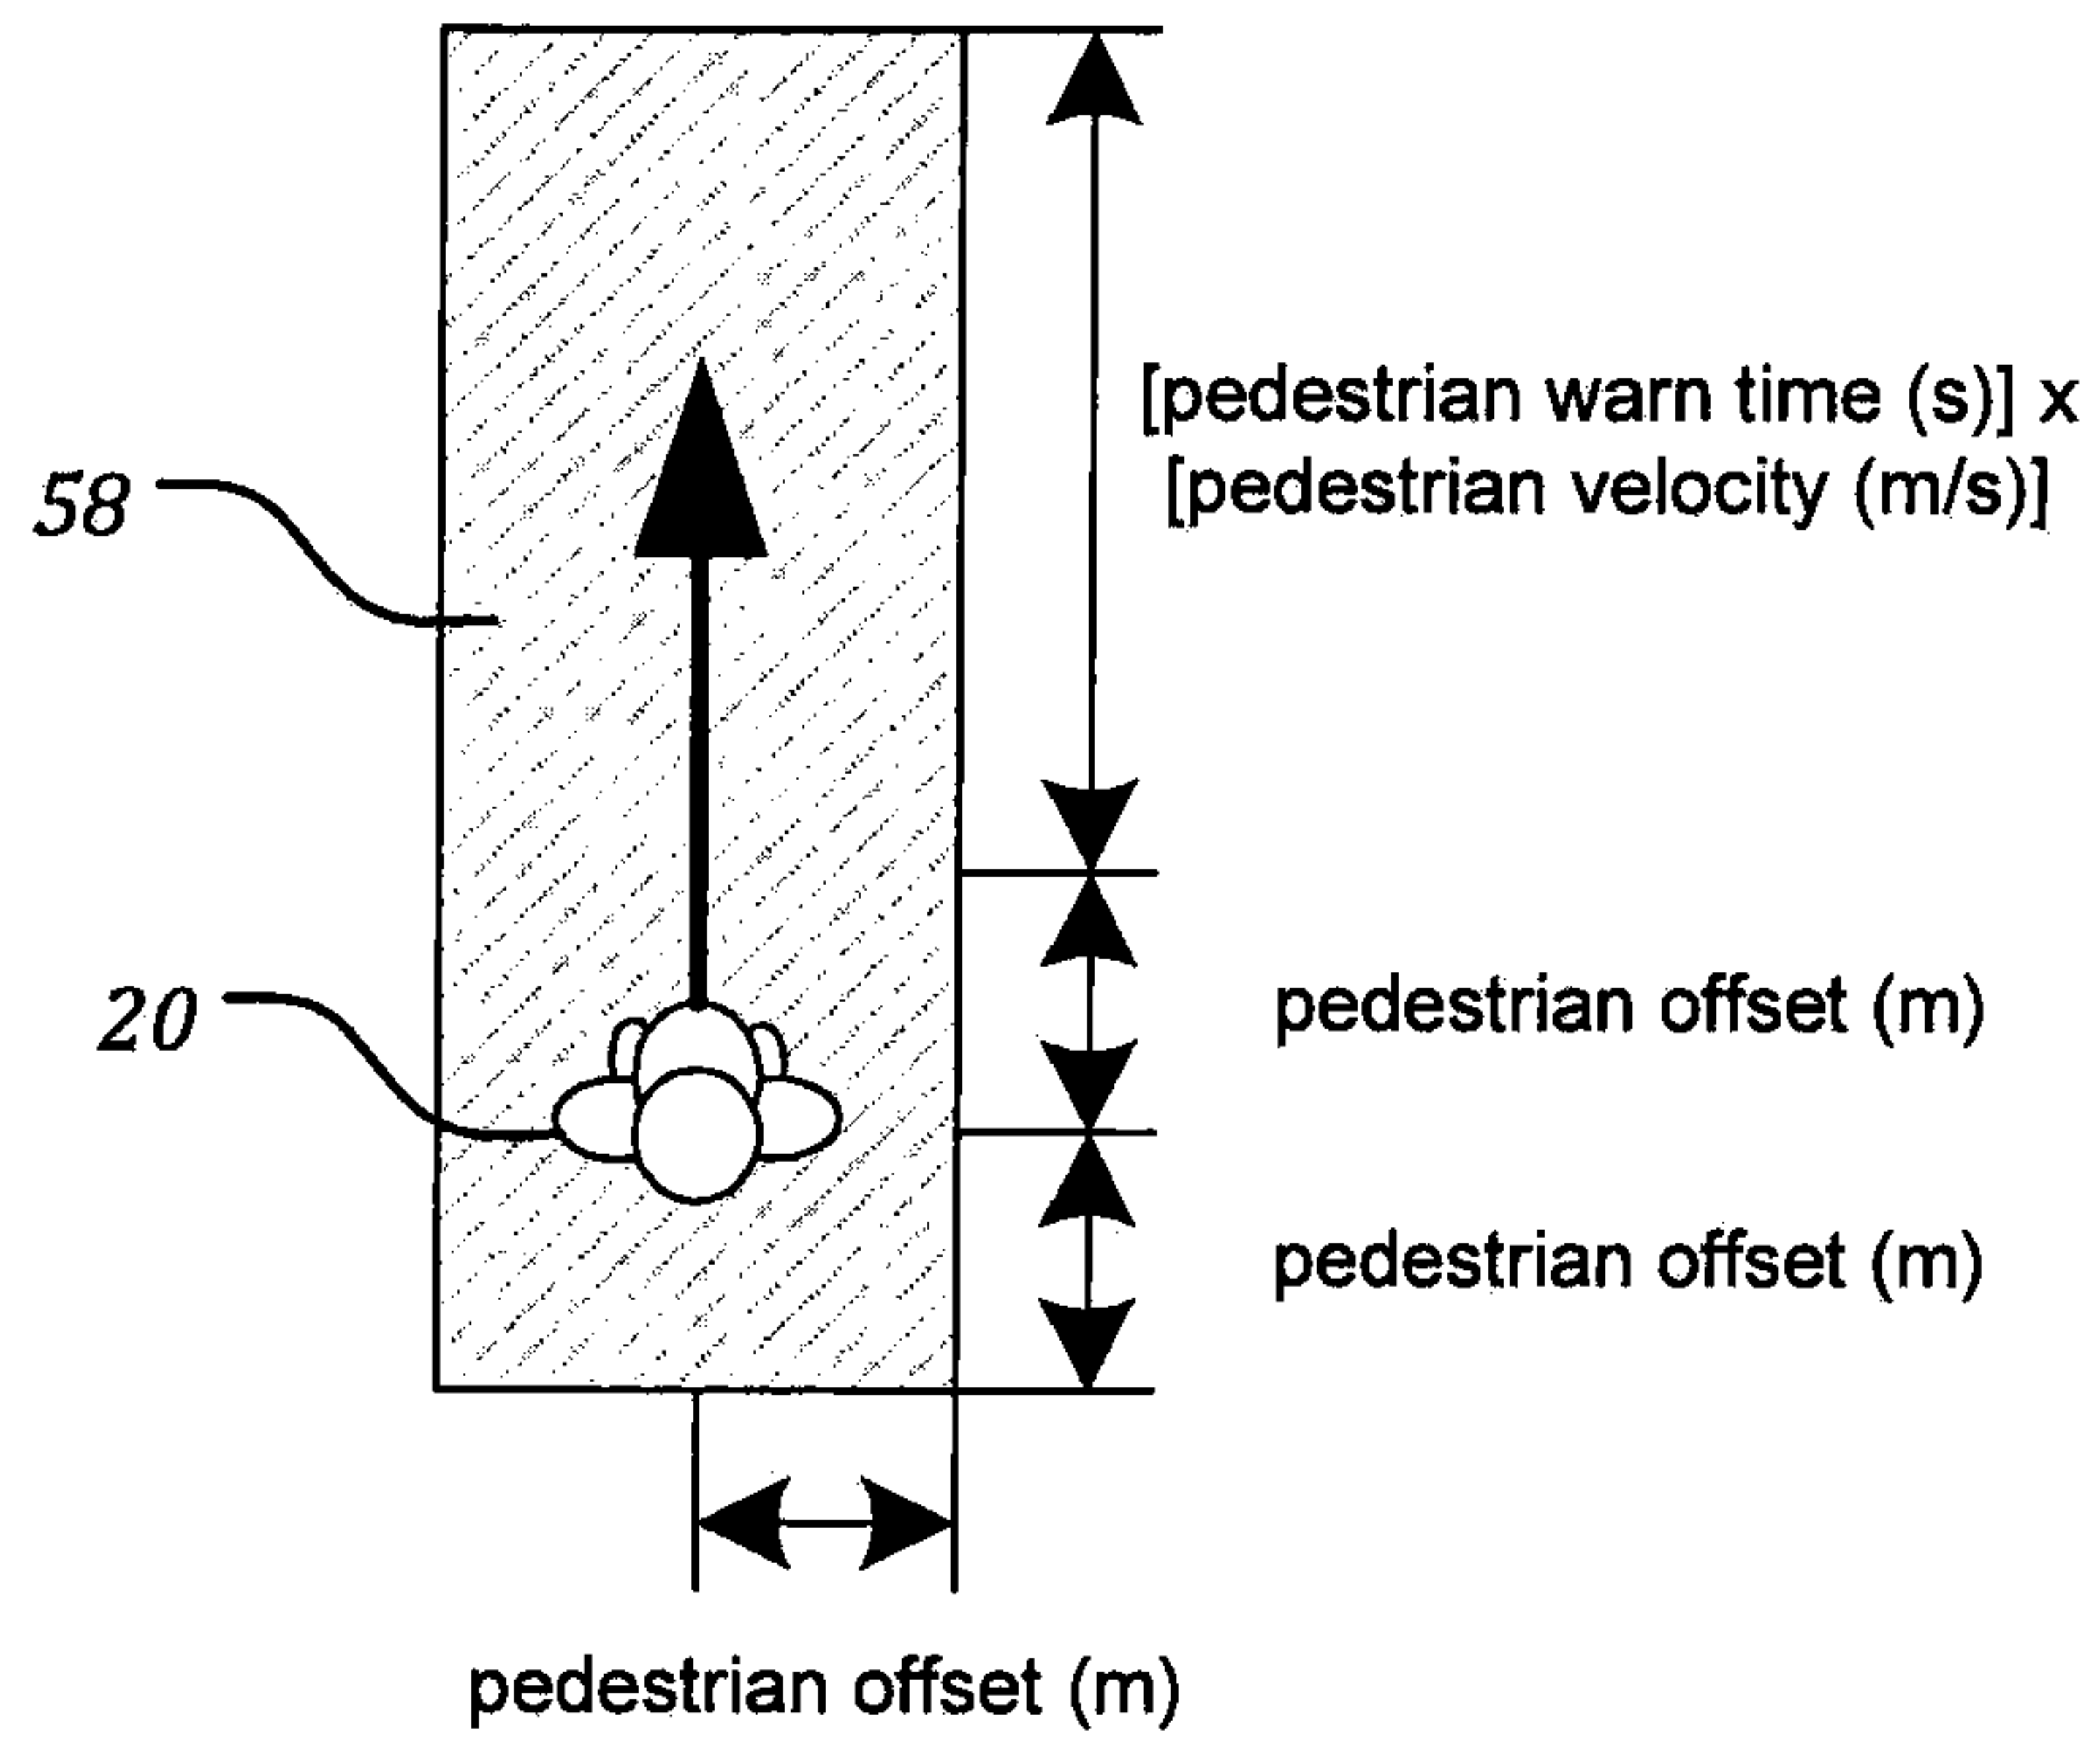 [pedestrian warn time (s)] x
[pedestrian velocity (m/s)]
58
20
pedestrian offset (m)
pedestrian offset (m)
pedestrian offset (m)